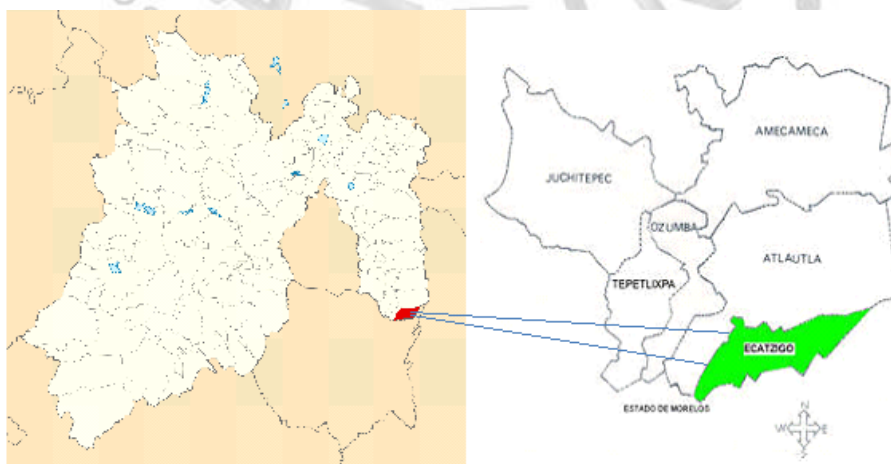 AMECAMECA
JUCHITEPEC
OZUMBA
ATLAUTLA
TEPETLIXPA
ECATZIGO
ESTADO DE MORELOS
N
W E
S